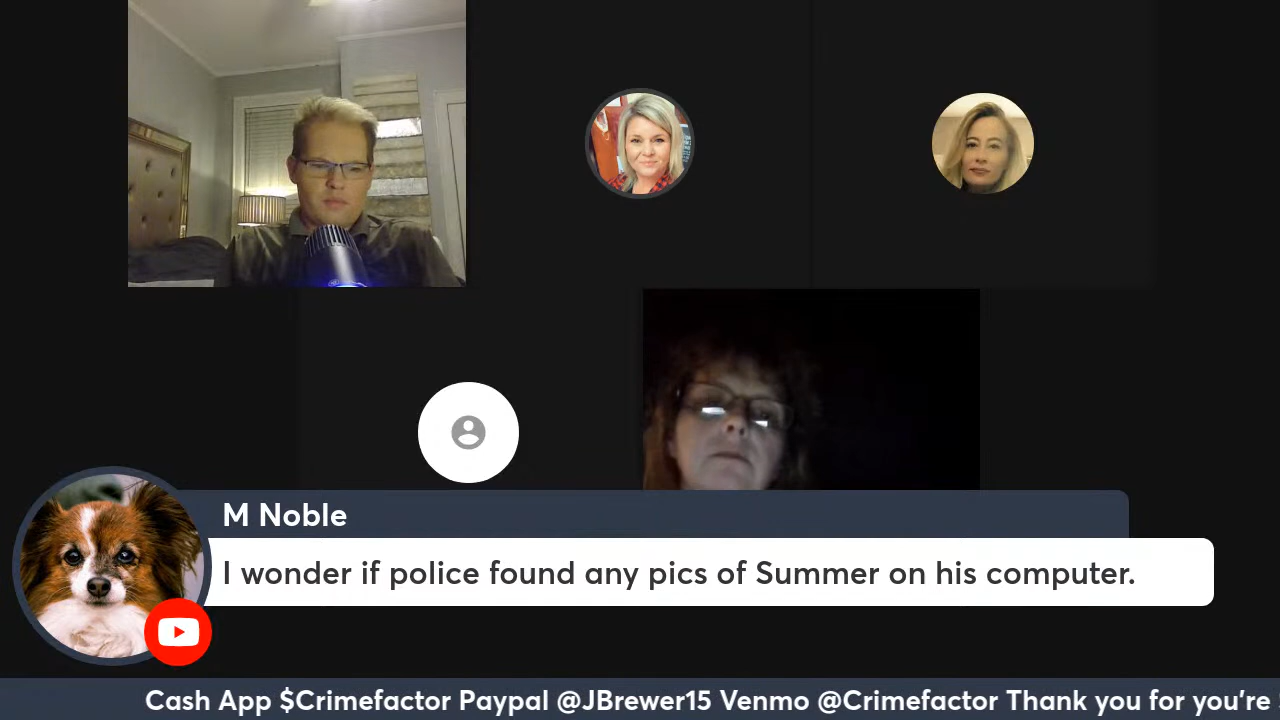 M Noble
I wonder if police found any pics of Summer on his computer.
Cash App $Crimefactor Paypal @JBrewer15 Venmo @Crimefactor Thank you for you're